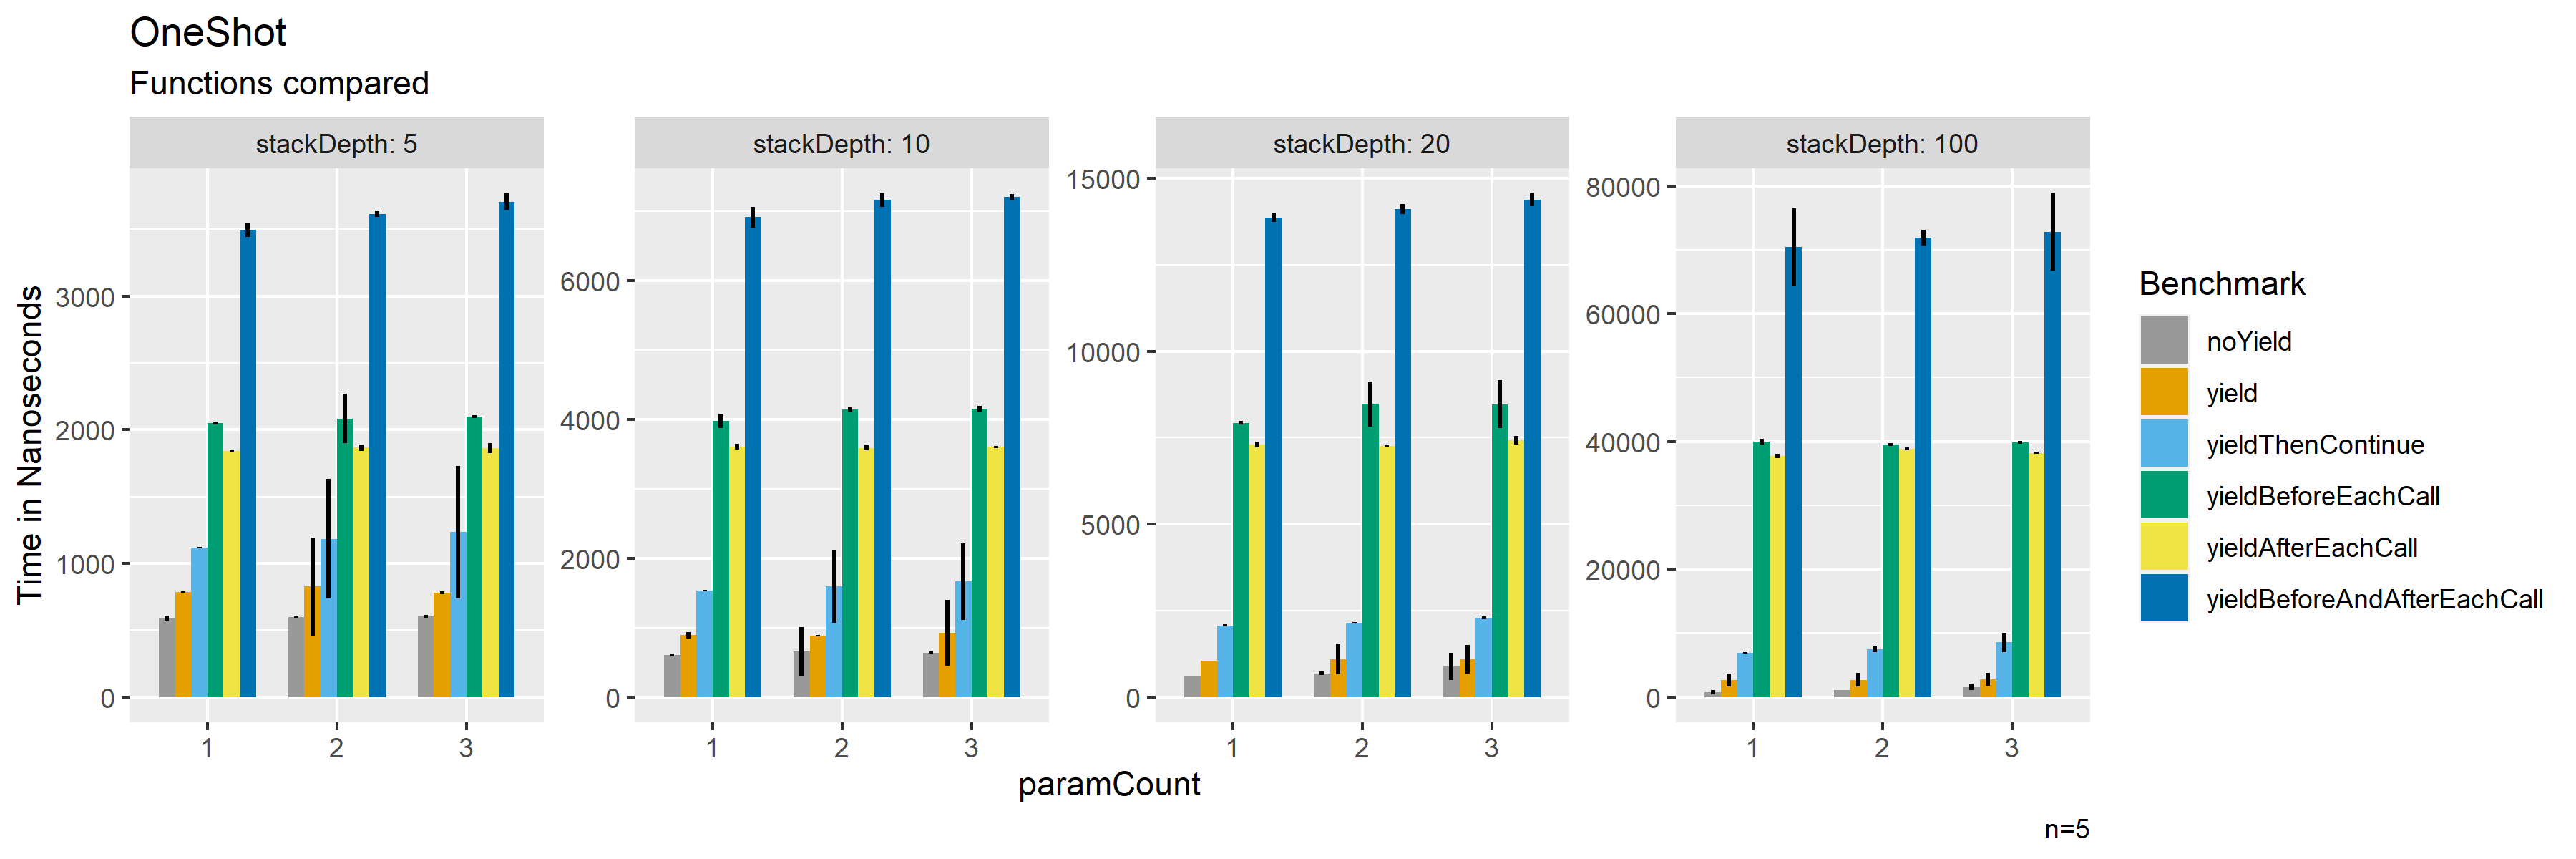 OneShot
Functions compared
stackDepth: 5
stackDepth: 10
stackDepth: 20
stackDepth: 100
Time in Nanoseconds
3000
2000
1000
0
6000
4000
2000
0
15000
10000
5000
0
80000
60000
40000
20000
0
1 2 3
1 2 3
1 2 3
1 2 3
paramCount
Benchmark
noYield
yield
yieldThenContinue
yieldBeforeEachCall
yieldAfterEachCall
yieldBeforeAndAfterEachCall
n=5